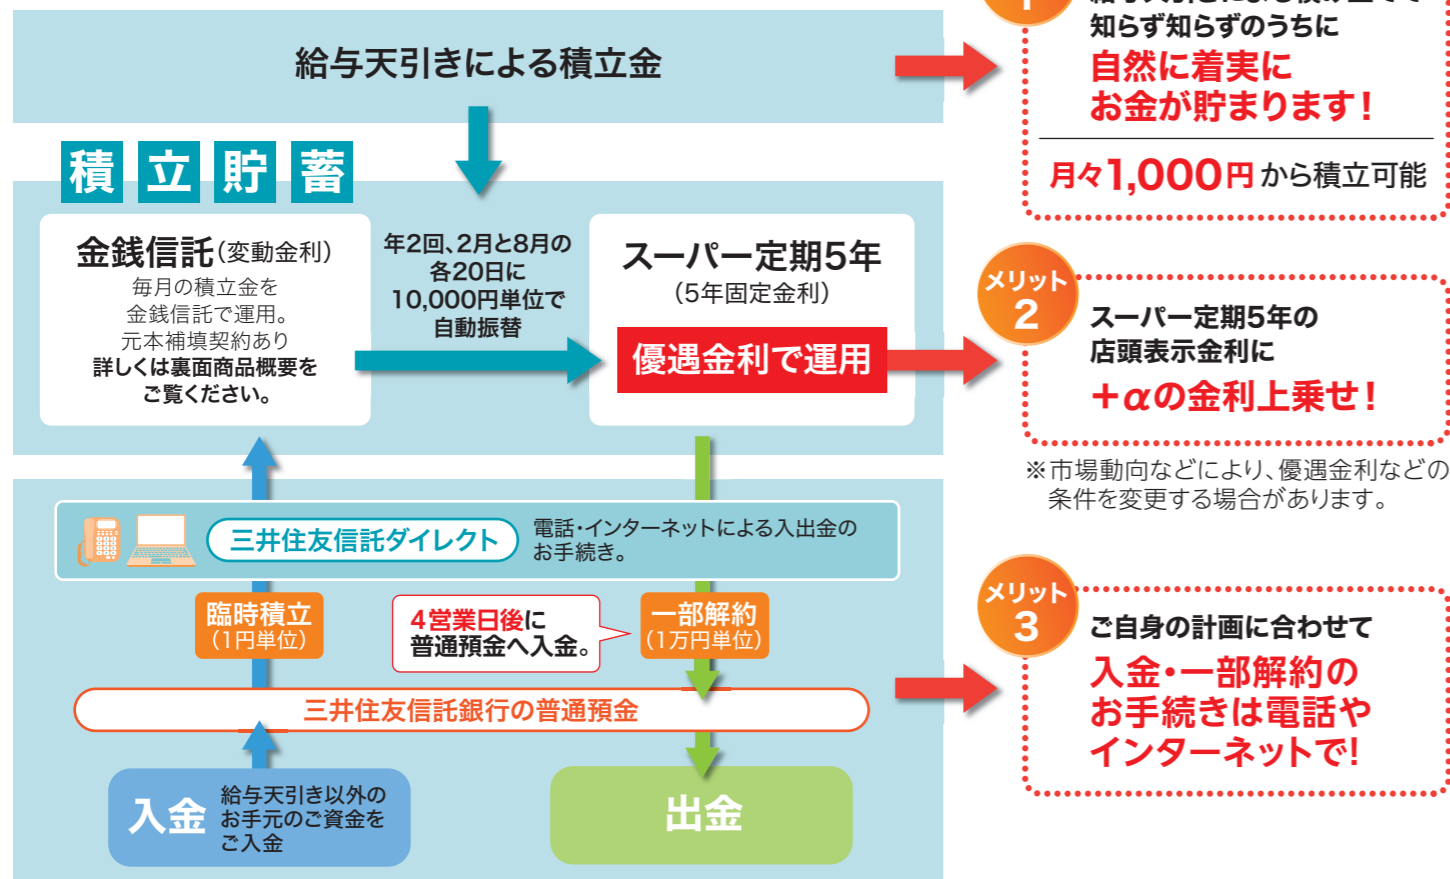 給与天引きによる積立金
積立貯蓄
金銭信託(変動金利)
毎月の積立金を
金銭信託で運用。
元本補填契約あり
詳しくは裏面商品概要を
ご覧ください。
年2回、2月と8月の
各20日に
10,000円単位で
自動振替
スーパー定期5年
(5年固定金利)
優遇金利で運用
三井住友信託ダイレクト
電話・インターネットによる入出金の
お手続き。
臨時積立
(1円単位)
4営業日後に
普通預金へ入金。
一部解約
(1万円単位)
三井住友信託銀行の普通預金
入金
給与天引き以外の
お手元のご資金を
ご入金
出金
1
知らず知らずのうちに
自然に着実に
お金が貯まります!
月々1,000円から積立可能
メリット
2
スーパー定期5年の
店頭表示金利に
+αの金利上乗せ!
※市場動向などにより、優遇金利などの
条件を変更する場合があります。
メリット
3
ご自身の計画に合わせて
入金・一部解約の
お手続きは電話や
インターネットで!